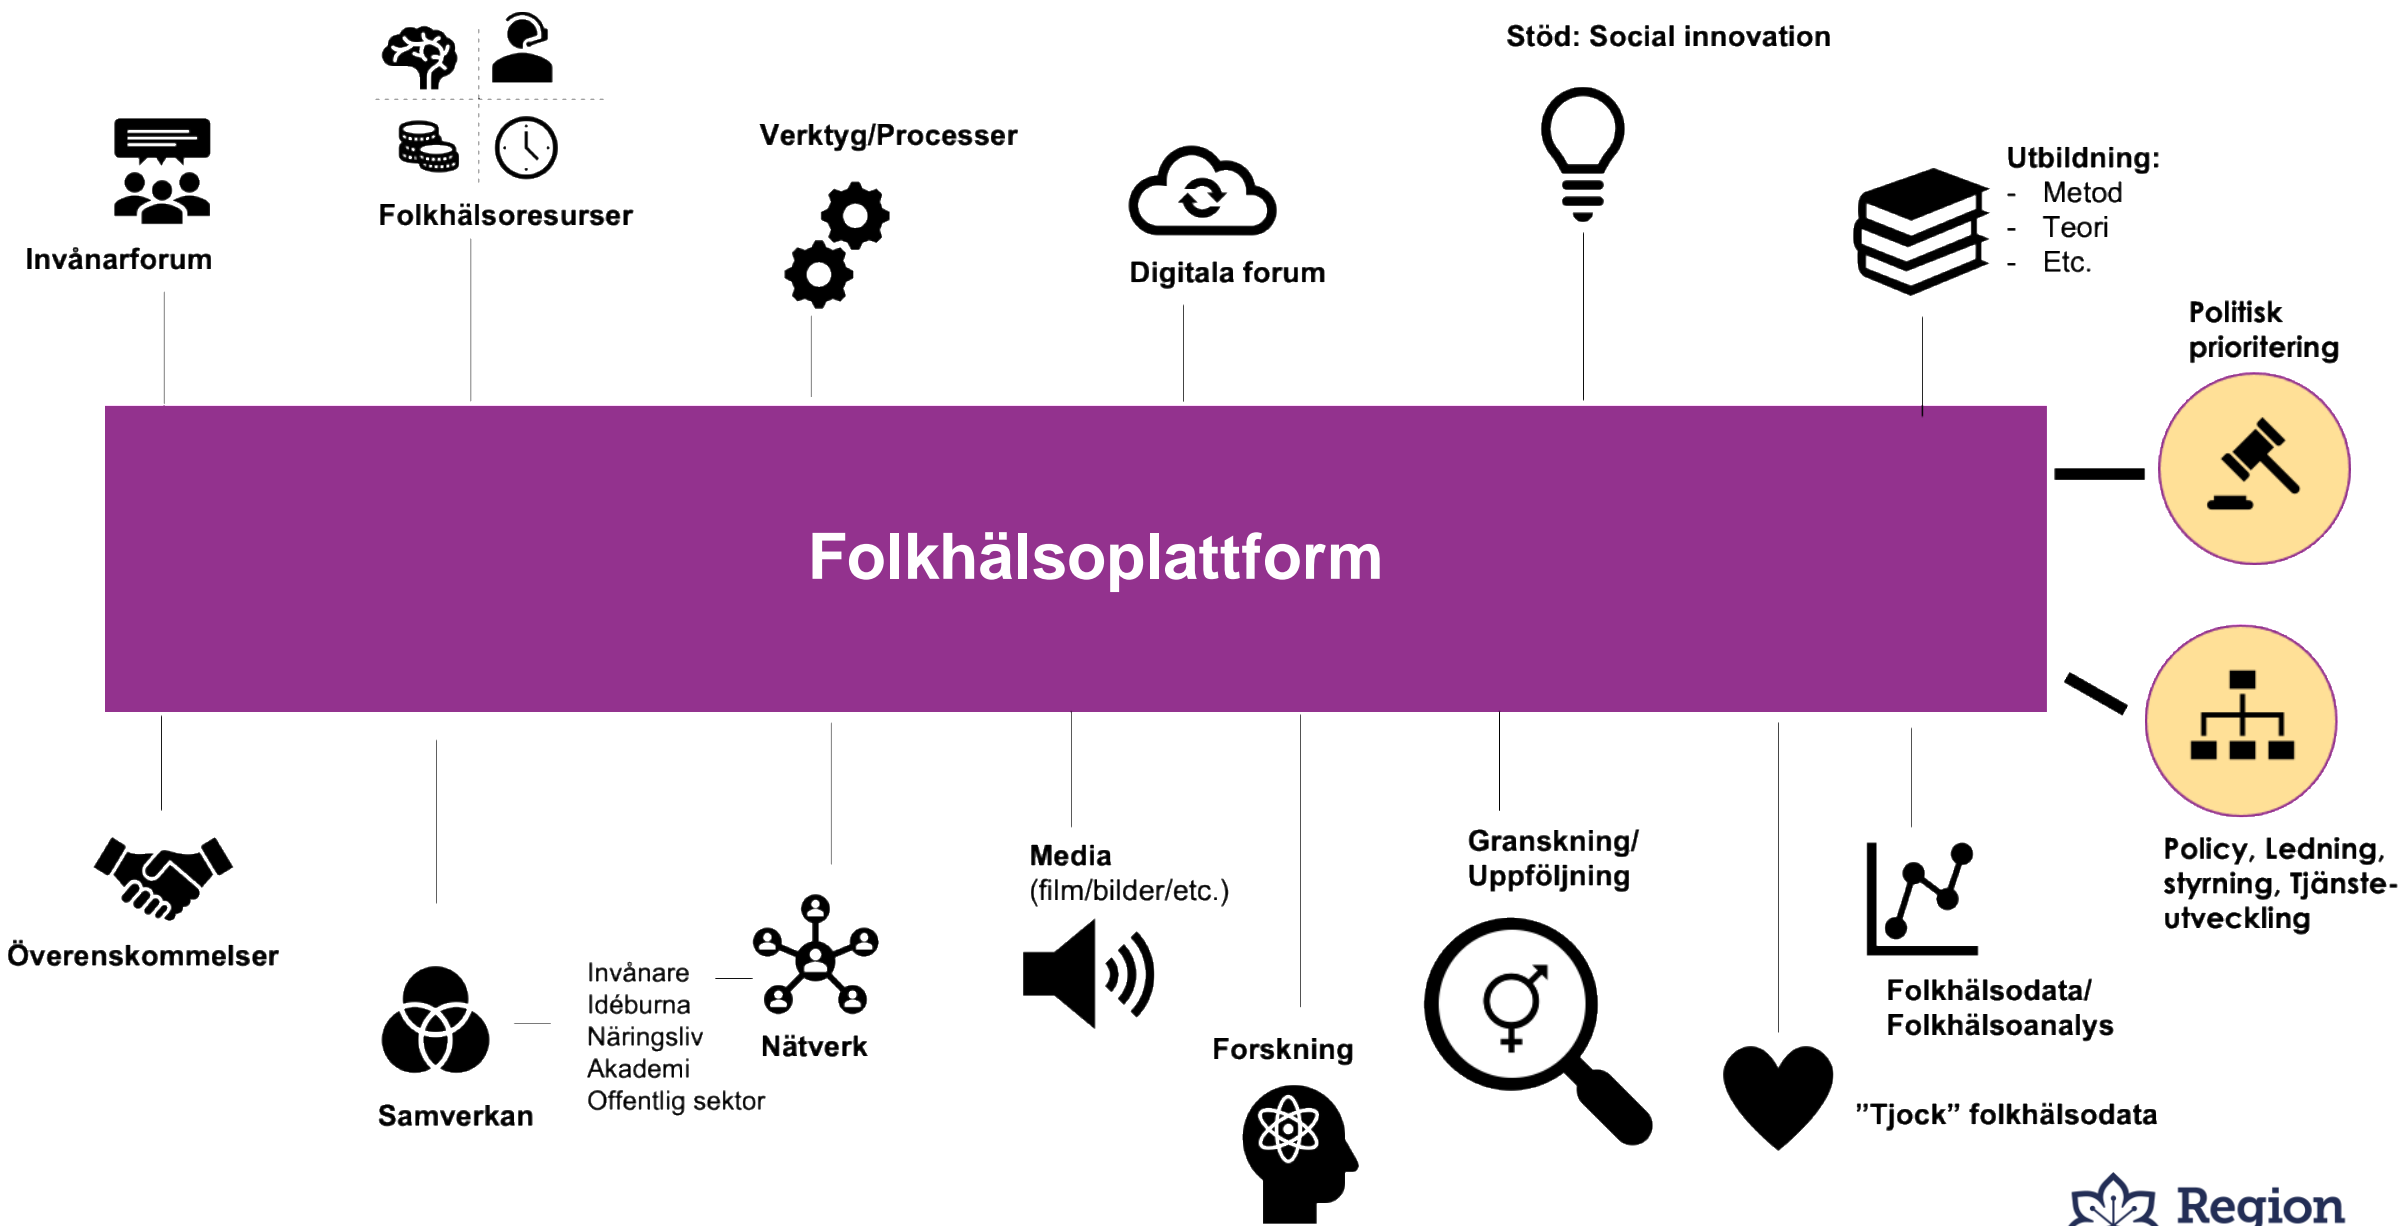 Stöd: Social innovation
Verktyg/Processer
Utbildning:
- Metod
- Teori
- Etc.
Folkhälsoresurser
Invånarforum
Digitala forum
Politisk
prioritering
Folkhälsoplattform
Överenskommelser
Samverkan
Invånare
Idéburna
Näringsliv
Akademi
Offentlig sektor
Nätverk
Media
(film/bilder/etc.)
Forskning
Granskning/
Uppföljning
Folkhälsodata/
Folkhälsoanalys
”Tjock” folkhälsodata
Policy, Ledning,
styrning, Tjänste-
utveckling
Region